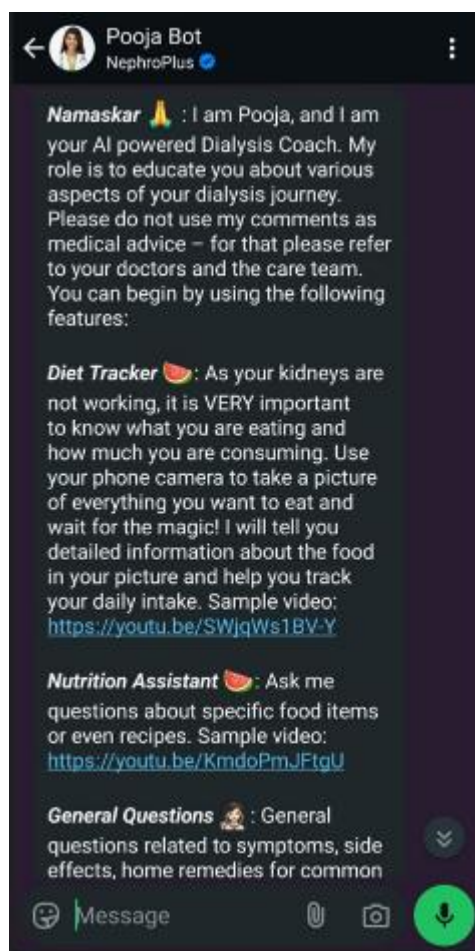 Pooja Bot
NephroPlus
Namaskar 🙏 : I am Pooja, and I am
your AI powered Dialysis Coach. My
role is to educate you about various
aspects of your dialysis journey.
Please do not use my comments as
medical advice – for that please refer
to your doctors and the care team.
You can begin by using the following
features:
Diet Tracker 🍉: As your kidneys are
not working, it is VERY important
to know what you are eating and
how much you are consuming. Use
your phone camera to take a picture
of everything you want to eat and
wait for the magic! I will tell you
detailed information about the food
in your picture and help you track
your daily intake. Sample video:
https://youtu.be/SWjqWs1BV-Y
Nutrition Assistant 🍉: Ask me
questions about specific food items
or even recipes. Sample video:
https://youtu.be/KmdoPmJFtgU
General Questions 🙍🏻‍♀️ : General
questions related to symptoms, side
effects, home remedies for common
Message